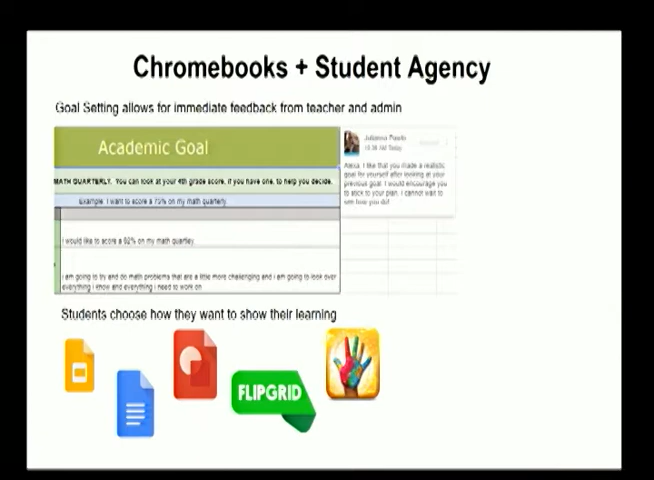 Chromebooks + Student Agency
Goal Setting allows for immediate feedback from teacher and admin
Academic Goal
MATH QUARTERLY. You can look at your 4th grade score, if you have one, to help you decide.
Example: I want to score a 75% on my math quarterly.
I would like to score a 82% on my math quartley.
I am going to try and do math problems that are a little more challenging and i am going to look over
everything i know and everything i need to work on
Julianna
10:38 AM Today
Alexa, I like that you made a realistic
goal for yourself after looking at your
previous goal. I would encourage you
to stick to your plan. I cannot wait to
see how you do!
Students choose how they want to show their learning
FLIPGRID